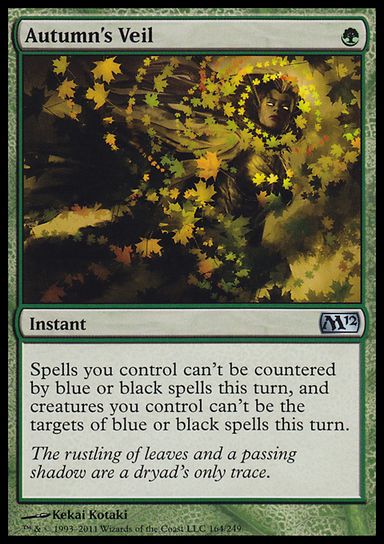 Autumn's Veil
Instant
M12
Spells you control can't be countered
by blue or black spells this turn, and
creatures you control can't be the
targets of blue or black spells this turn.
The rustling of leaves and a passing
shadow are a dryad's only trace.
Kekai Kotaki
™ & © 1993–2011 Wizards of the Coast LLC 164/249